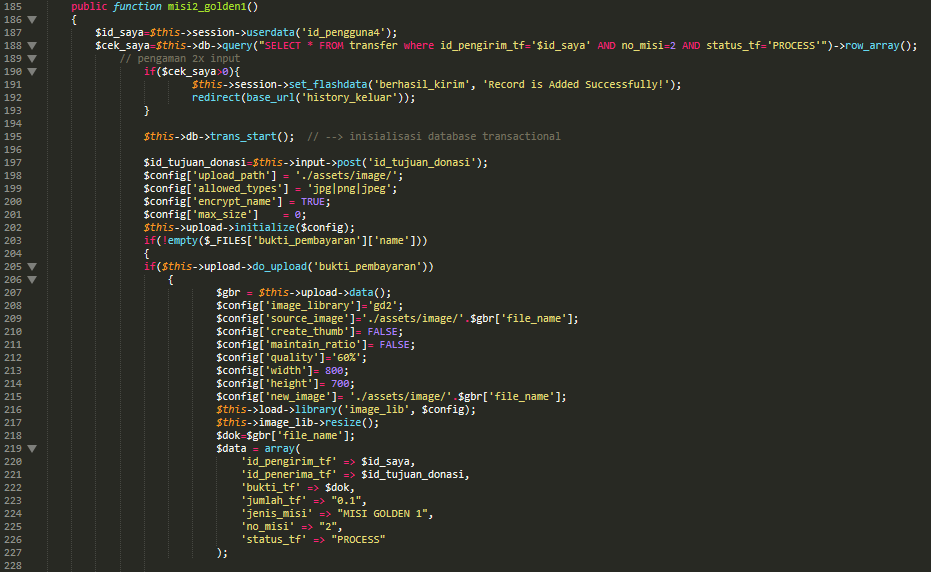 185 public function misi2_golden1()
186 {
187 $id_saya=$this->session->userdata('id_pengguna4');
188 $cek_saya=$this->db->query("SELECT * FROM transfer where id_pengirim_tf='$id_saya' AND no_misi=2 AND status_tf='PROCESS'")->row_array();
189 // pengaman 2x input
190 if($cek_saya>0){
191 $this->session->set_flashdata('berhasil_kirim', 'Record is Added Successfully!');
192 redirect(base_url('history_keluar'));
193 }
194
195 $this->db->trans_start(); // --> inisialisasi database transactional
196
197 $id_tujuan_donasi=$this->input->post('id_tujuan_donasi');
198 $config['upload_path'] = './assets/image/';
199 $config['allowed_types'] = 'jpg|png|jpeg';
200 $config['encrypt_name'] = TRUE;
201 $config['max_size'] = 0;
202 $this->upload->initialize($config);
203 if(!empty($_FILES['bukti_pembayaran']['name']))
204 {
205 if($this->upload->do_upload('bukti_pembayaran'))
206 {
207 $gbr = $this->upload->data();
208 $config['image_library']='gd2';
209 $config['source_image']='./assets/image/'.$gbr['file_name'];
210 $config['create_thumb']= FALSE;
211 $config['maintain_ratio']= FALSE;
212 $config['quality']='60%';
213 $config['width']= 800;
214 $config['height']= 700;
215 $config['new_image']= './assets/image/'.$gbr['file_name'];
216 $this->load->library('image_lib', $config);
217 $this->image_lib->resize();
218 $dok=$gbr['file_name'];
219 $data = array(
220 'id_pengirim_tf' => $id_saya,
221 'id_penerima_tf' => $id_tujuan_donasi,
222 'bukti_tf' => $dok,
223 'jumlah_tf' => "0.1",
224 'jenis_misi' => "MISI GOLDEN 1",
225 'no_misi' => "2",
226 'status_tf' => "PROCESS"
227 );
228